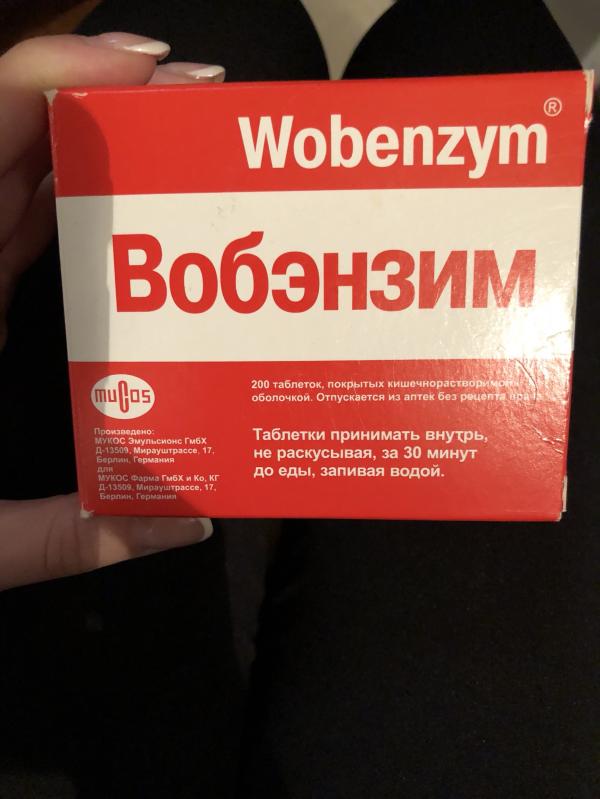 Wobenzym®
Вобэнзим
mucos
200 таблеток, покрытых кишечнорастворимой
оболочкой. Отпускается из аптек без рецепта
Таблетки принимать внутрь,
не раскусывая, за 30 минут
до еды, запивая водой.
Произведено:
МУКОС Эмульсионс ГмбХ
Д-13509, Мирауштрассе, 17,
Берлин, Германия
для
МУКОС Фарма ГмбХ и Ко, КГ
Д-13509, Мирауштрассе, 17,
Берлин, Германия